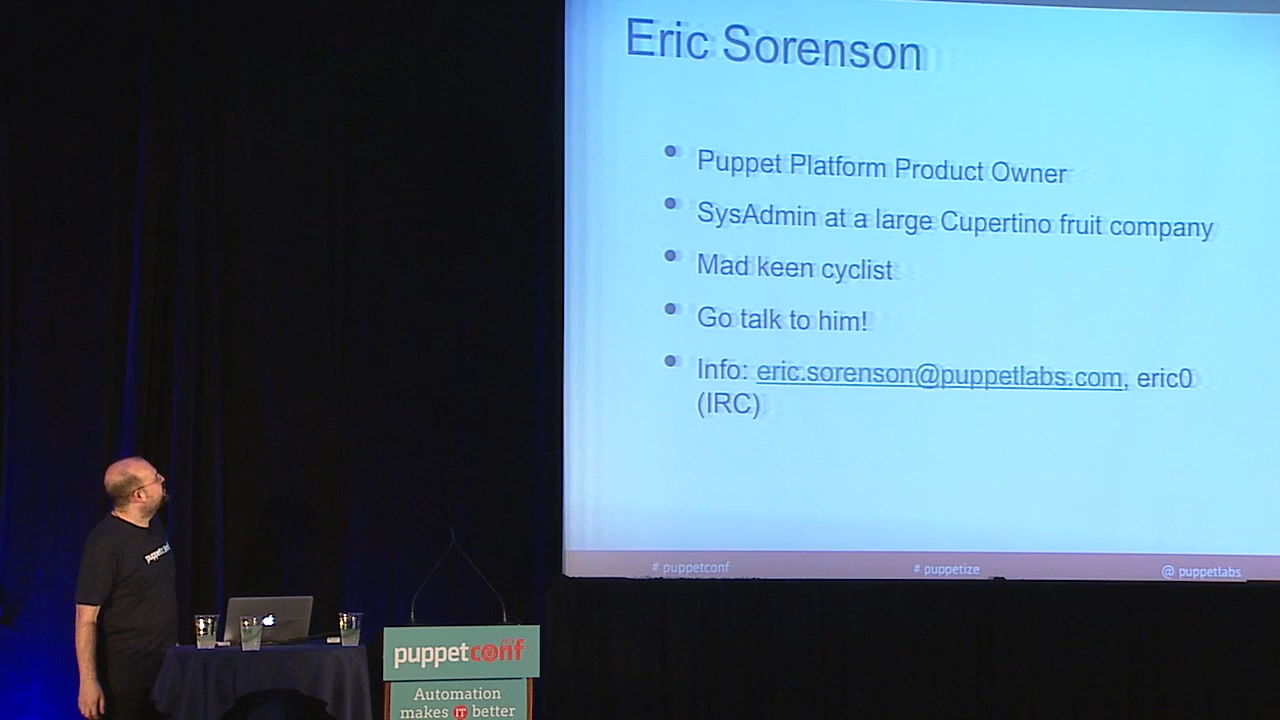 Eric Sorenson
Puppet Platform Product Owner
SysAdmin at a large Cupertino fruit company
Mad keen cyclist
Go talk to him!
Info: eric.sorenson@puppetlabs.com, eric0
(IRC)
# puppetconf
# puppetize
@ puppetlabs
puppetconf
Automation
makes IT better